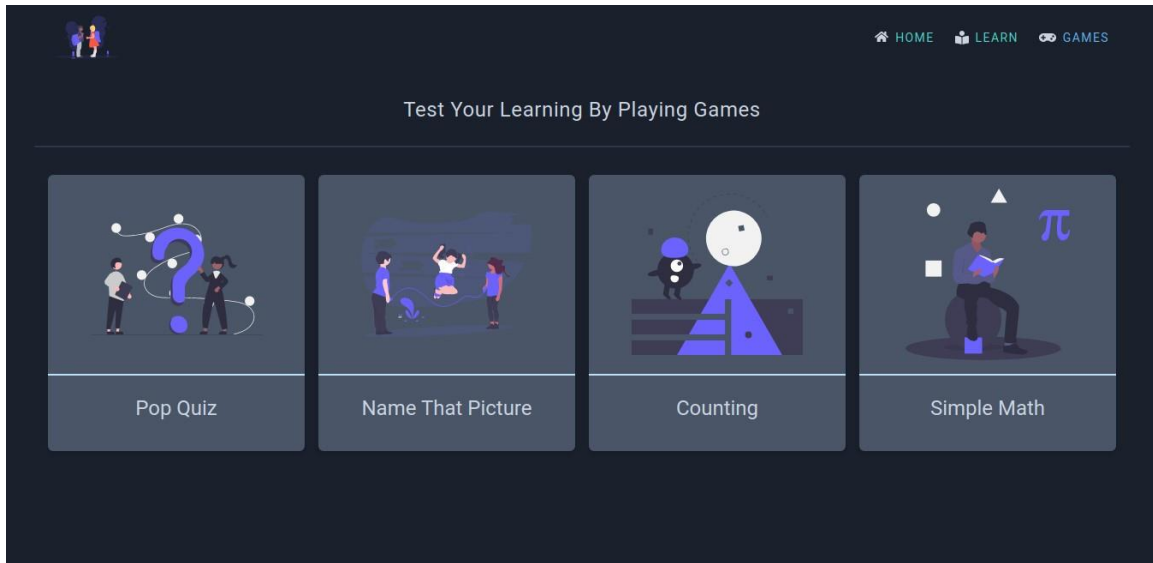 HOME LEARN GAMES
Test Your Learning By Playing Games
?
π
Pop Quiz
Name That Picture
Counting
Simple Math